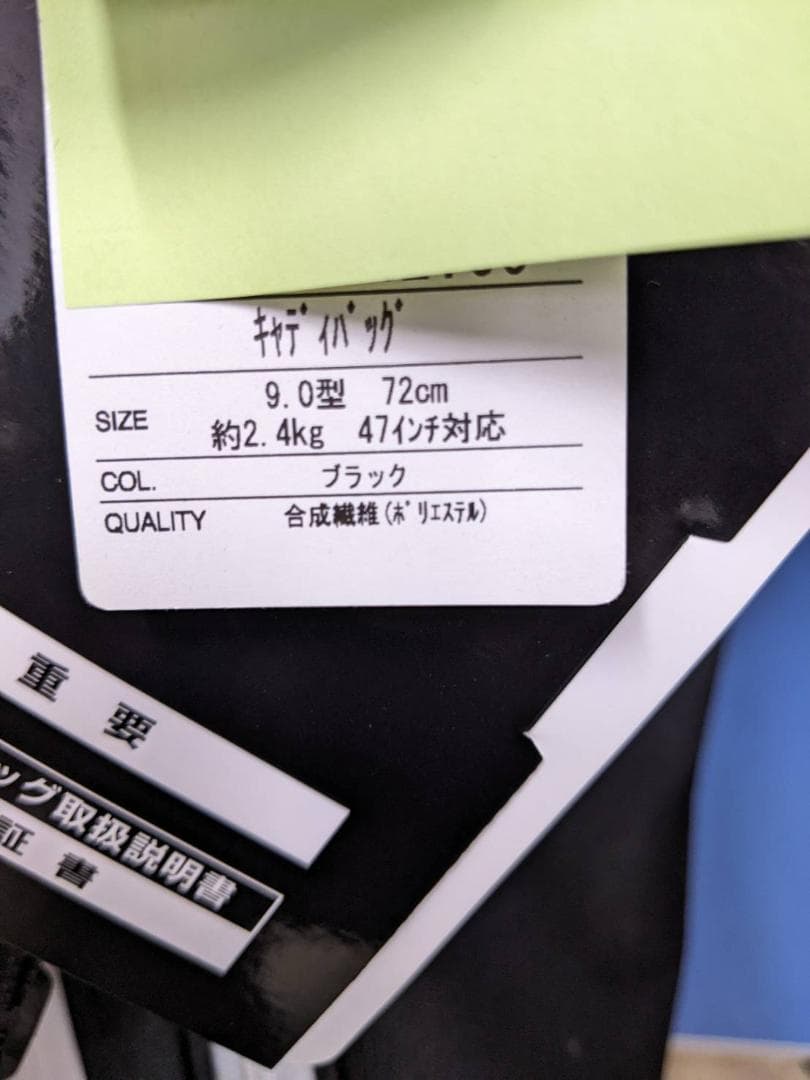 ｷｬﾃﾞｨﾊﾞｯｸﾞ
SIZE
9.0型 72cm
約2.4kg 47ｲﾝﾁ対応
COL. ブラック
QUALITY 合成繊維(ﾎﾟﾘｴｽﾃﾙ)
重要
ッグ取扱説明書
証書